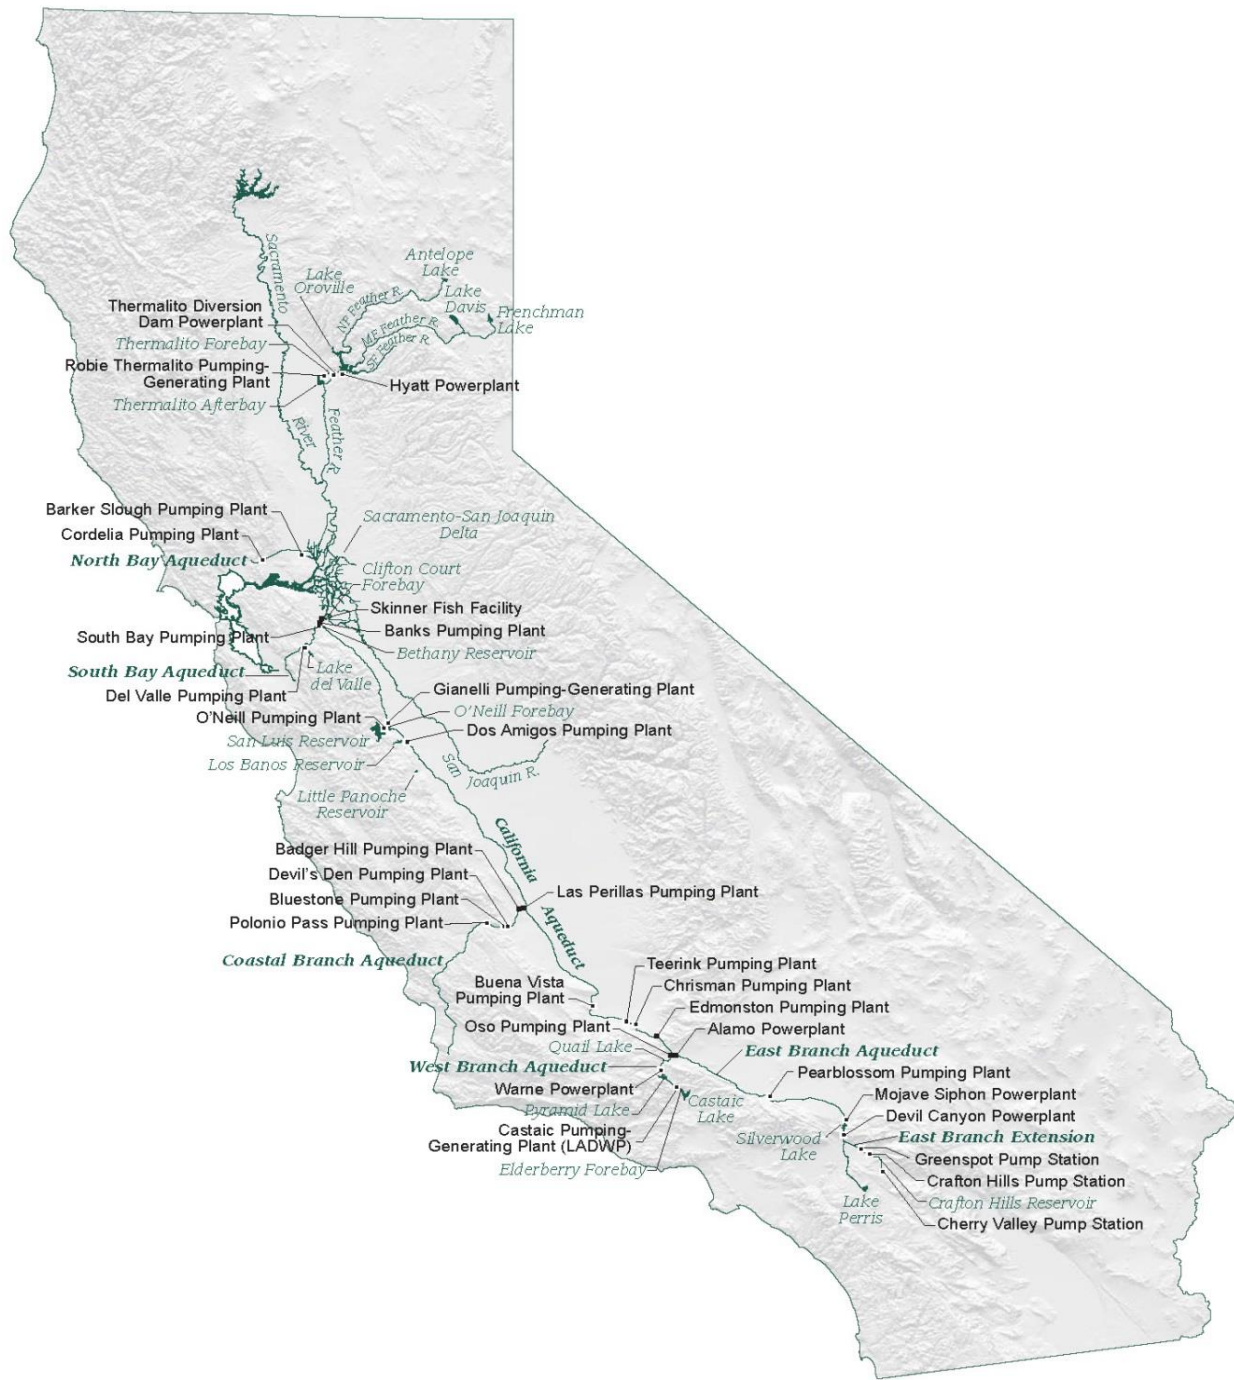 Antelope
Lake
Lake
Oroville
Sacramento
NF Feather R.
Lake
Davis
Frenchman
Lake
MF Feather R.
SF Feather R.
Thermalito Diversion
Dam Powerplant
Thermalito Forebay
Robie Thermalito Pumping-
Generating Plant
Hyatt Powerplant
Thermalito Afterbay
River
Feather R.
Barker Slough Pumping Plant
Sacramento-San Joaquin
Delta
Cordelia Pumping Plant
North Bay Aqueduct
Clifton Court
Forebay
Skinner Fish Facility
South Bay Pumping Plant
Banks Pumping Plant
Bethany Reservoir
South Bay Aqueduct
Lake
del Valle
Del Valle Pumping Plant
Gianelli Pumping-Generating Plant
O'Neill Pumping Plant
O'Neill Forebay
Dos Amigos Pumping Plant
San Luis Reservoir
Los Banos Reservoir
San Joaquin R.
Little Panoche
Reservoir
California
Aqueduct
Badger Hill Pumping Plant
Devil's Den Pumping Plant
Las Perillas Pumping Plant
Bluestone Pumping Plant
Polonio Pass Pumping Plant
Coastal Branch Aqueduct
Teerink Pumping Plant
Buena Vista
Pumping Plant
Chrisman Pumping Plant
Edmonston Pumping Plant
Oso Pumping Plant
Alamo Powerplant
Quail Lake
East Branch Aqueduct
West Branch Aqueduct
Pearblossom Pumping Plant
Warne Powerplant
Mojave Siphon Powerplant
Pyramid Lake
Castaic
Lake
Devil Canyon Powerplant
Castaic Pumping-
Generating Plant (LADWP)
Silverwood
Lake
East Branch Extension
Elderberry Forebay
Greenspot Pump Station
Crafton Hills Pump Station
Crafton Hills Reservoir
Lake
Perris
Cherry Valley Pump Station